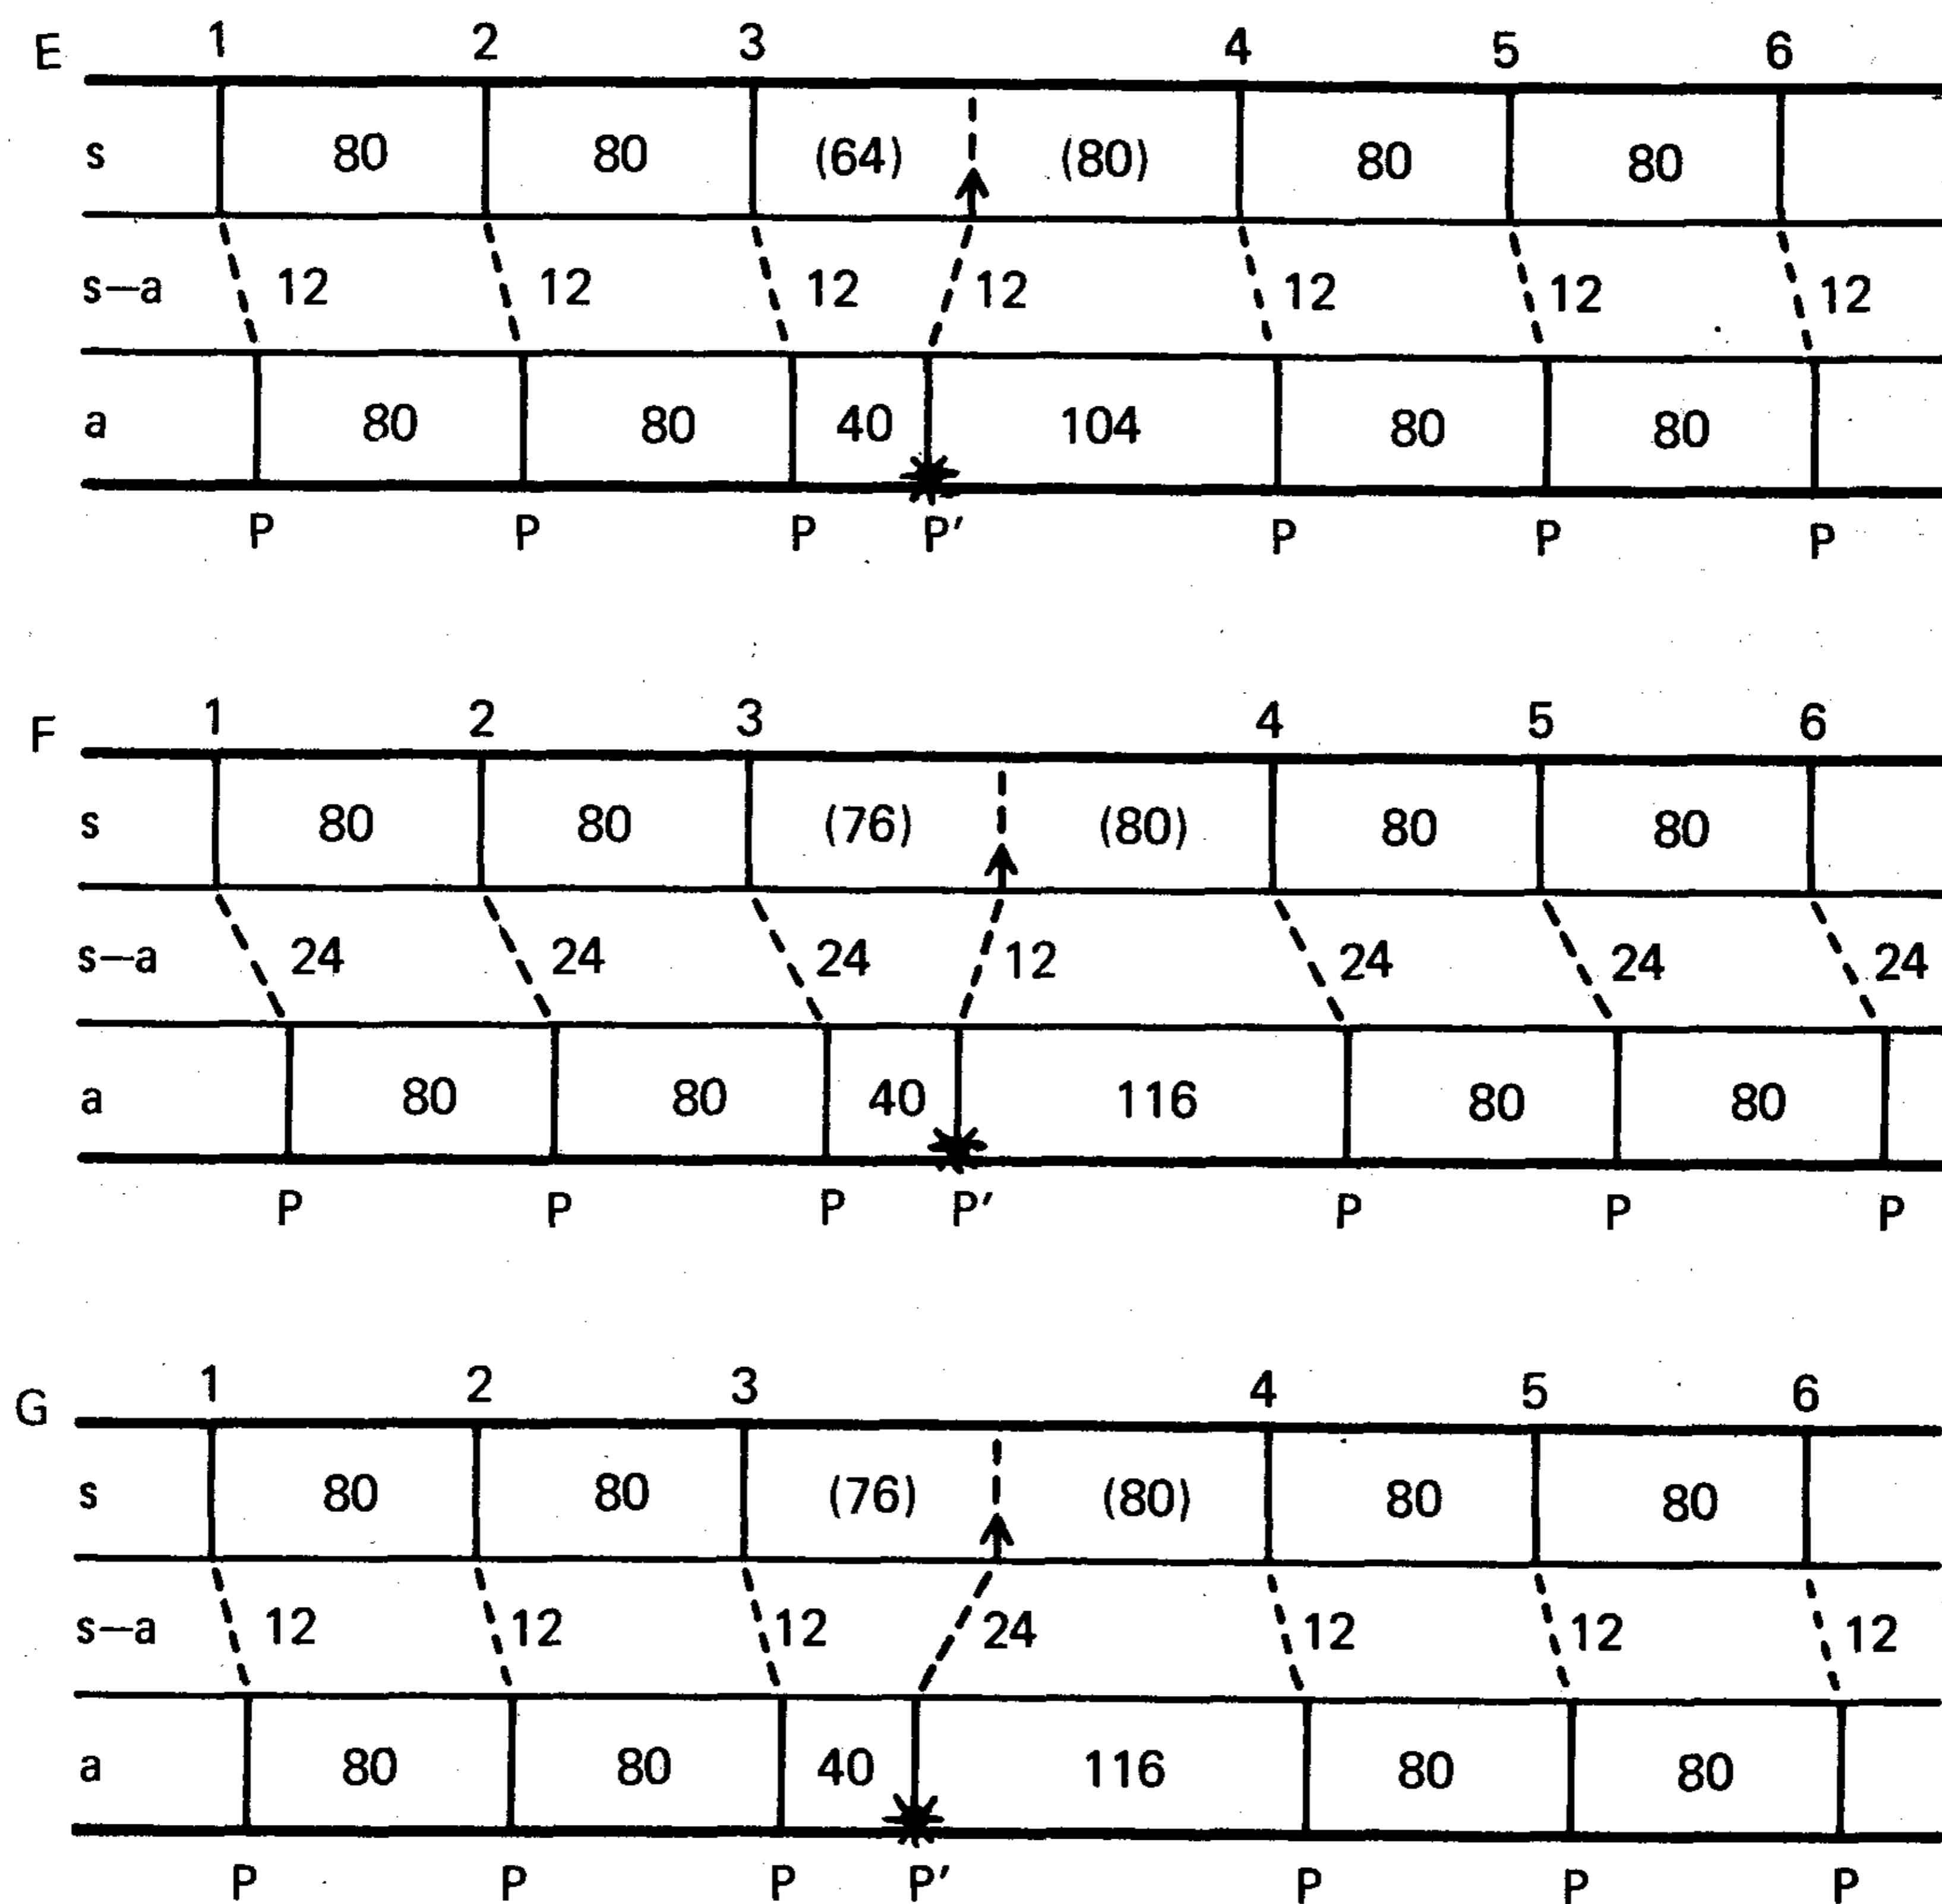 E 1 2 3 4 5 6
s 80 80 (64) (80) 80 80
s–a 12 12 12 12 12 12 12
a 80 80 40 104 80 80
P P P P′ P P P
F 1 2 3 4 5 6
s 80 80 (76) (80) 80 80
s–a 24 24 24 12 24 24 24
a 80 80 40 116 80 80
P P P P′ P P P
G 1 2 3 4 5 6
s 80 80 (76) (80) 80 80
s–a 12 12 12 24 12 12 12
a 80 80 40 116 80 80
P P P P′ P P P